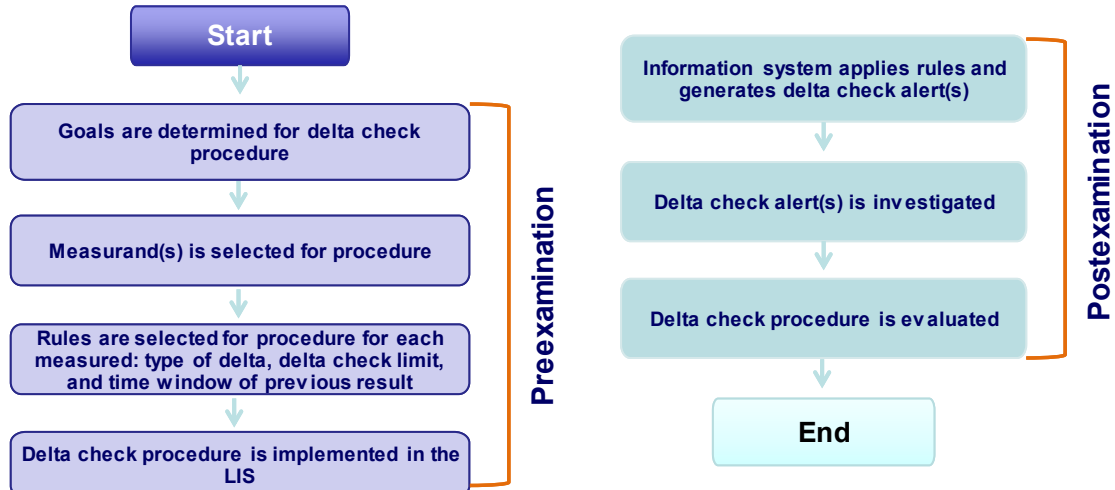 Start
Goals are determined for delta check
procedure
Measurand(s) is selected for procedure
Rules are selected for procedure for each
measured: type of delta, delta check limit,
and time window of previous result
Delta check procedure is implemented in the
LIS
Preexamination
Information system applies rules and
generates delta check alert(s)
Delta check alert(s) is investigated
Delta check procedure is evaluated
End
Postexamination